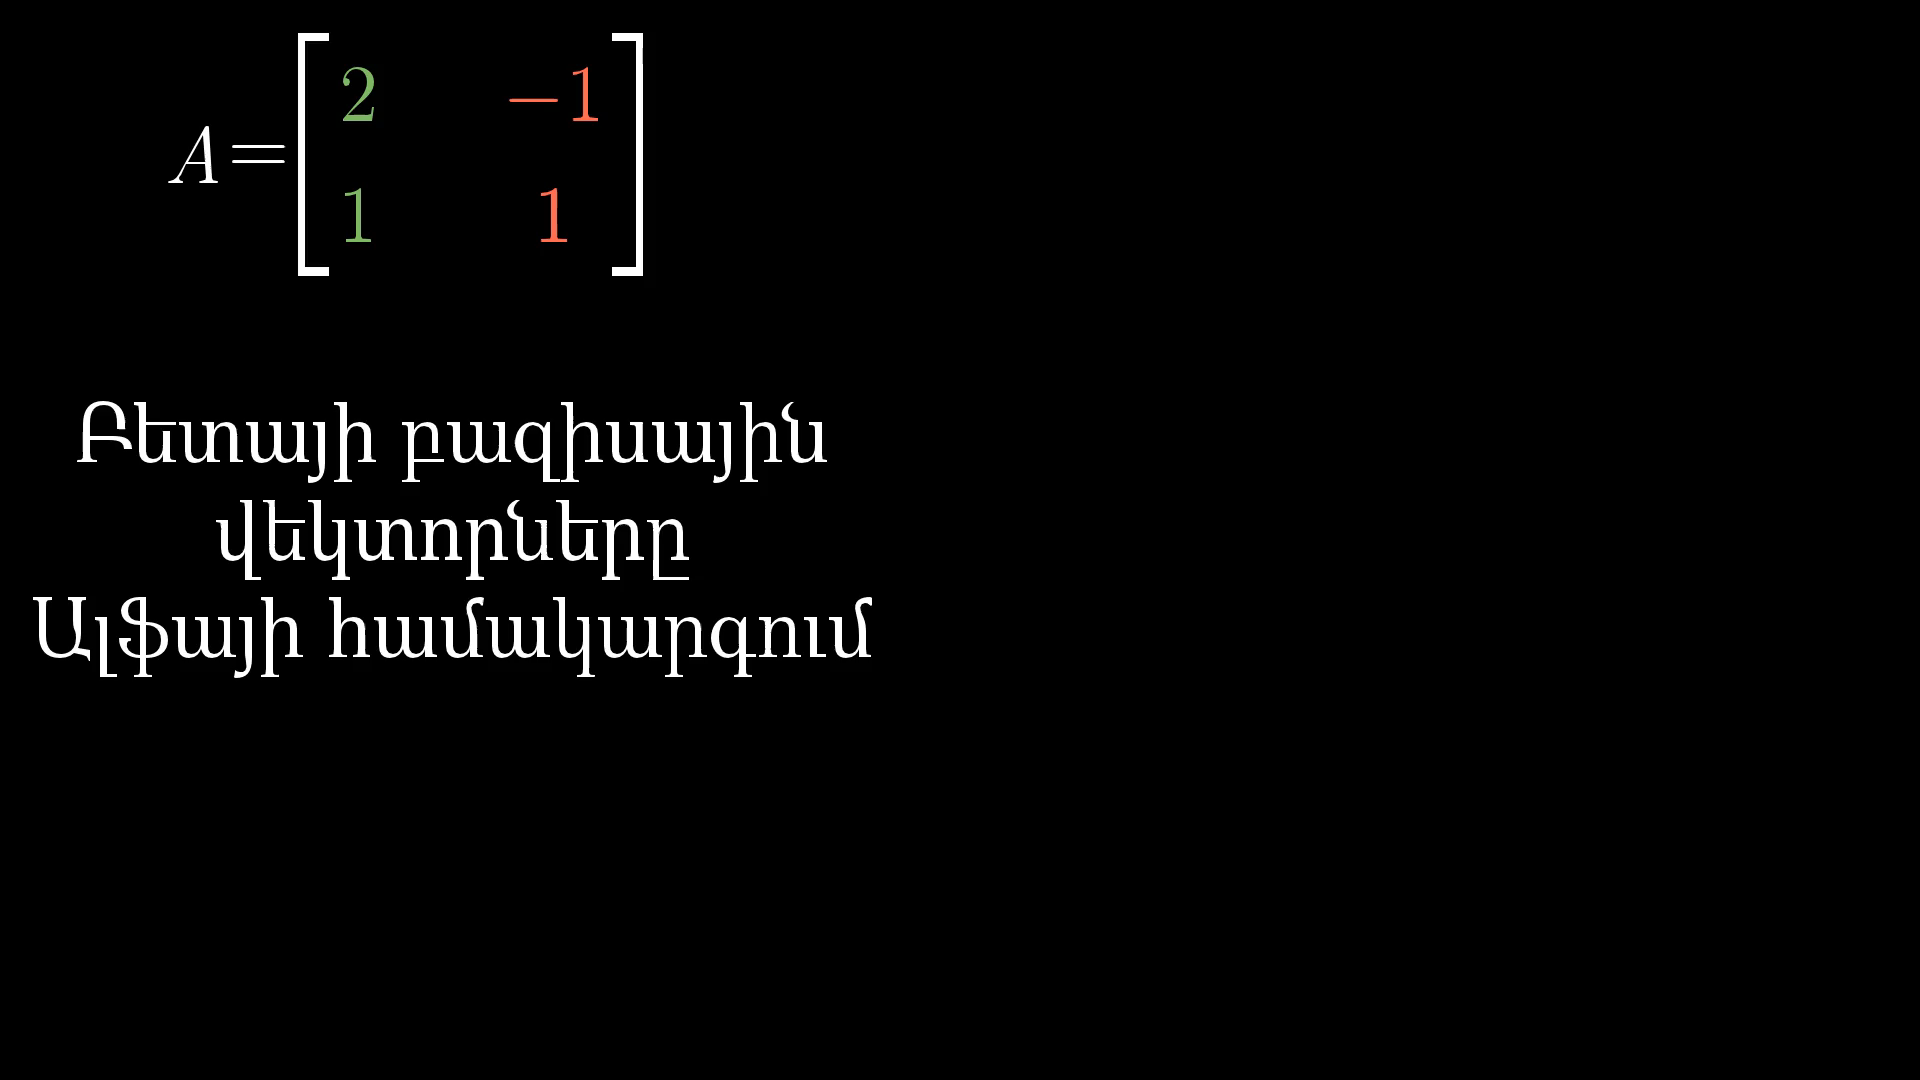 A = [ 2 −1
1 1 ]
Բետայի բազիսային
վեկտորները
Ալֆայի համակարգում